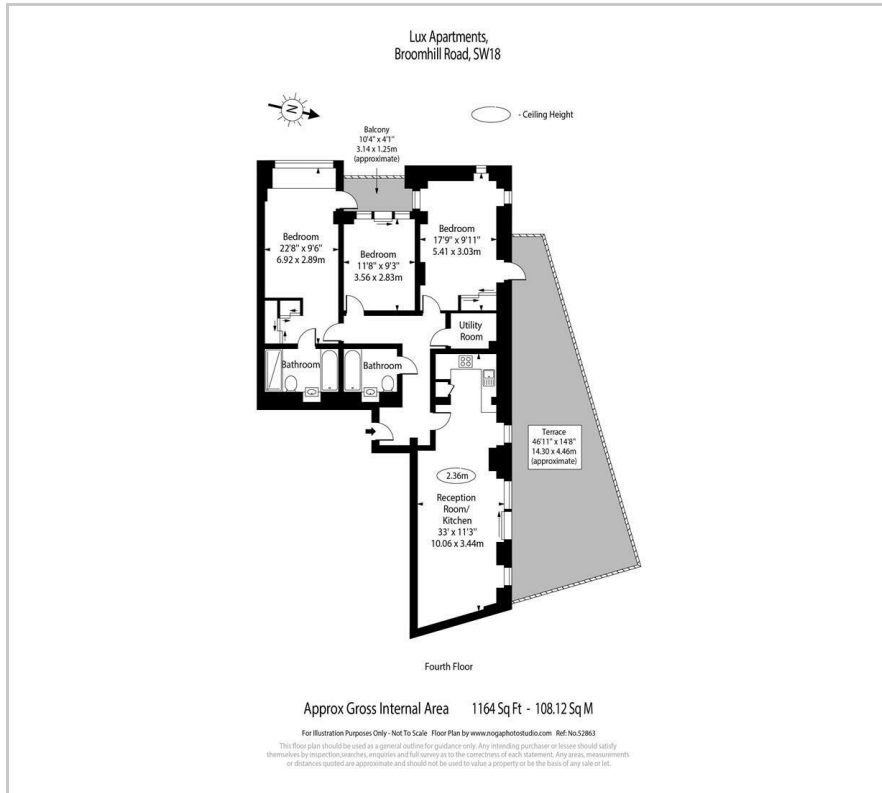 Lux Apartments,
Broomhill Road, SW18
N
- Ceiling Height
Balcony
10'4" x 4'1"
3.14 x 1.25m
(approximate)
Bedroom
22'8" x 9'6"
6.92 x 2.89m
Bedroom
11'8" x 9'3"
3.56 x 2.83m
Bedroom
17'9" x 9'11"
5.41 x 3.03m
Utility
Room
Bathroom
Bathroom
Terrace
46'11" x 14'8"
14.30 x 4.46m
(approximate)
2.36m
Reception
Room/
Kitchen
33' x 11'3"
10.06 x 3.44m
Fourth Floor
Approx Gross Internal Area 1164 Sq Ft - 108.12 Sq M
For Illustration Purposes Only - Not To Scale Floor Plan by www.nogaphotostudio.com Ref: No.52863
This floor plan should be used as a general outline for guidance only. Any intending purchaser or lessee should satisfy
themselves by inspection,searches, enquiries and full survey as to the correctness of each statement. Any areas, measurements
or distances quoted are approximate and should not be used to value a property or be the basis of any sale or let.